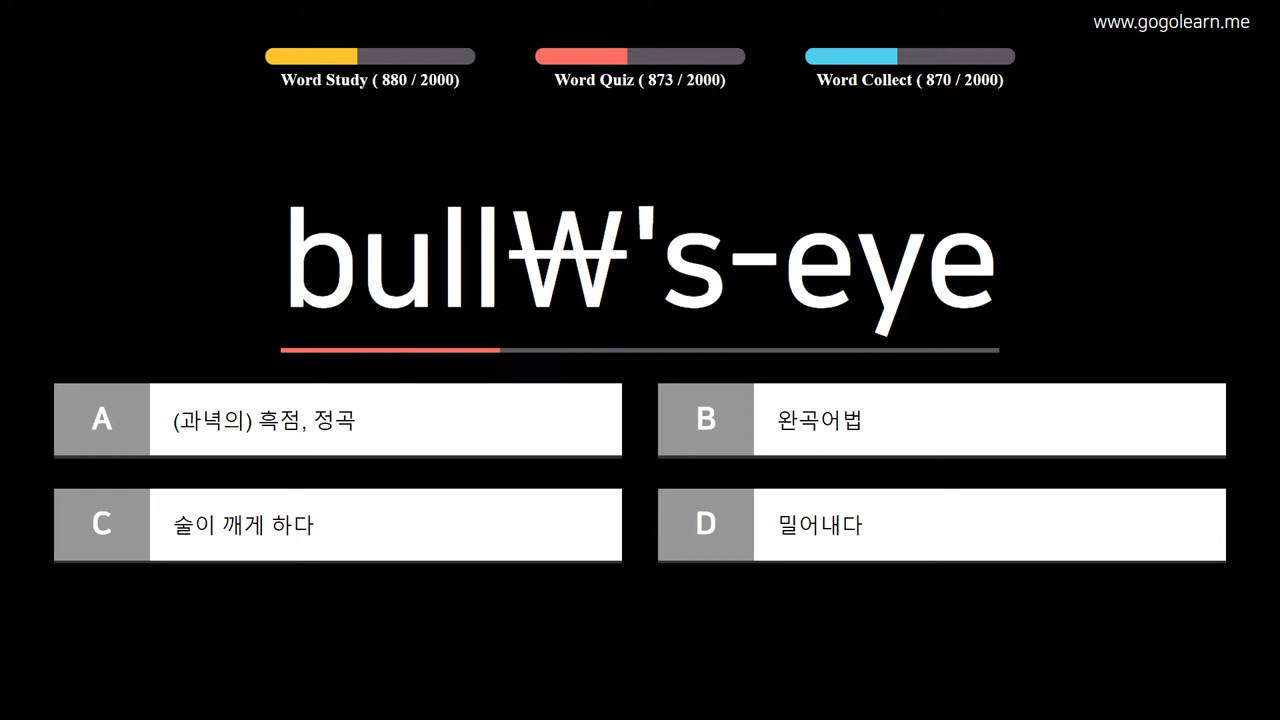 www.gogolearn.me
Word Study ( 880 / 2000)
Word Quiz ( 873 / 2000)
Word Collect ( 870 / 2000)
bull₩'s-eye
A (과녁의) 흑점, 정곡
B 완곡어법
C 술이 깨게 하다
D 밀어내다